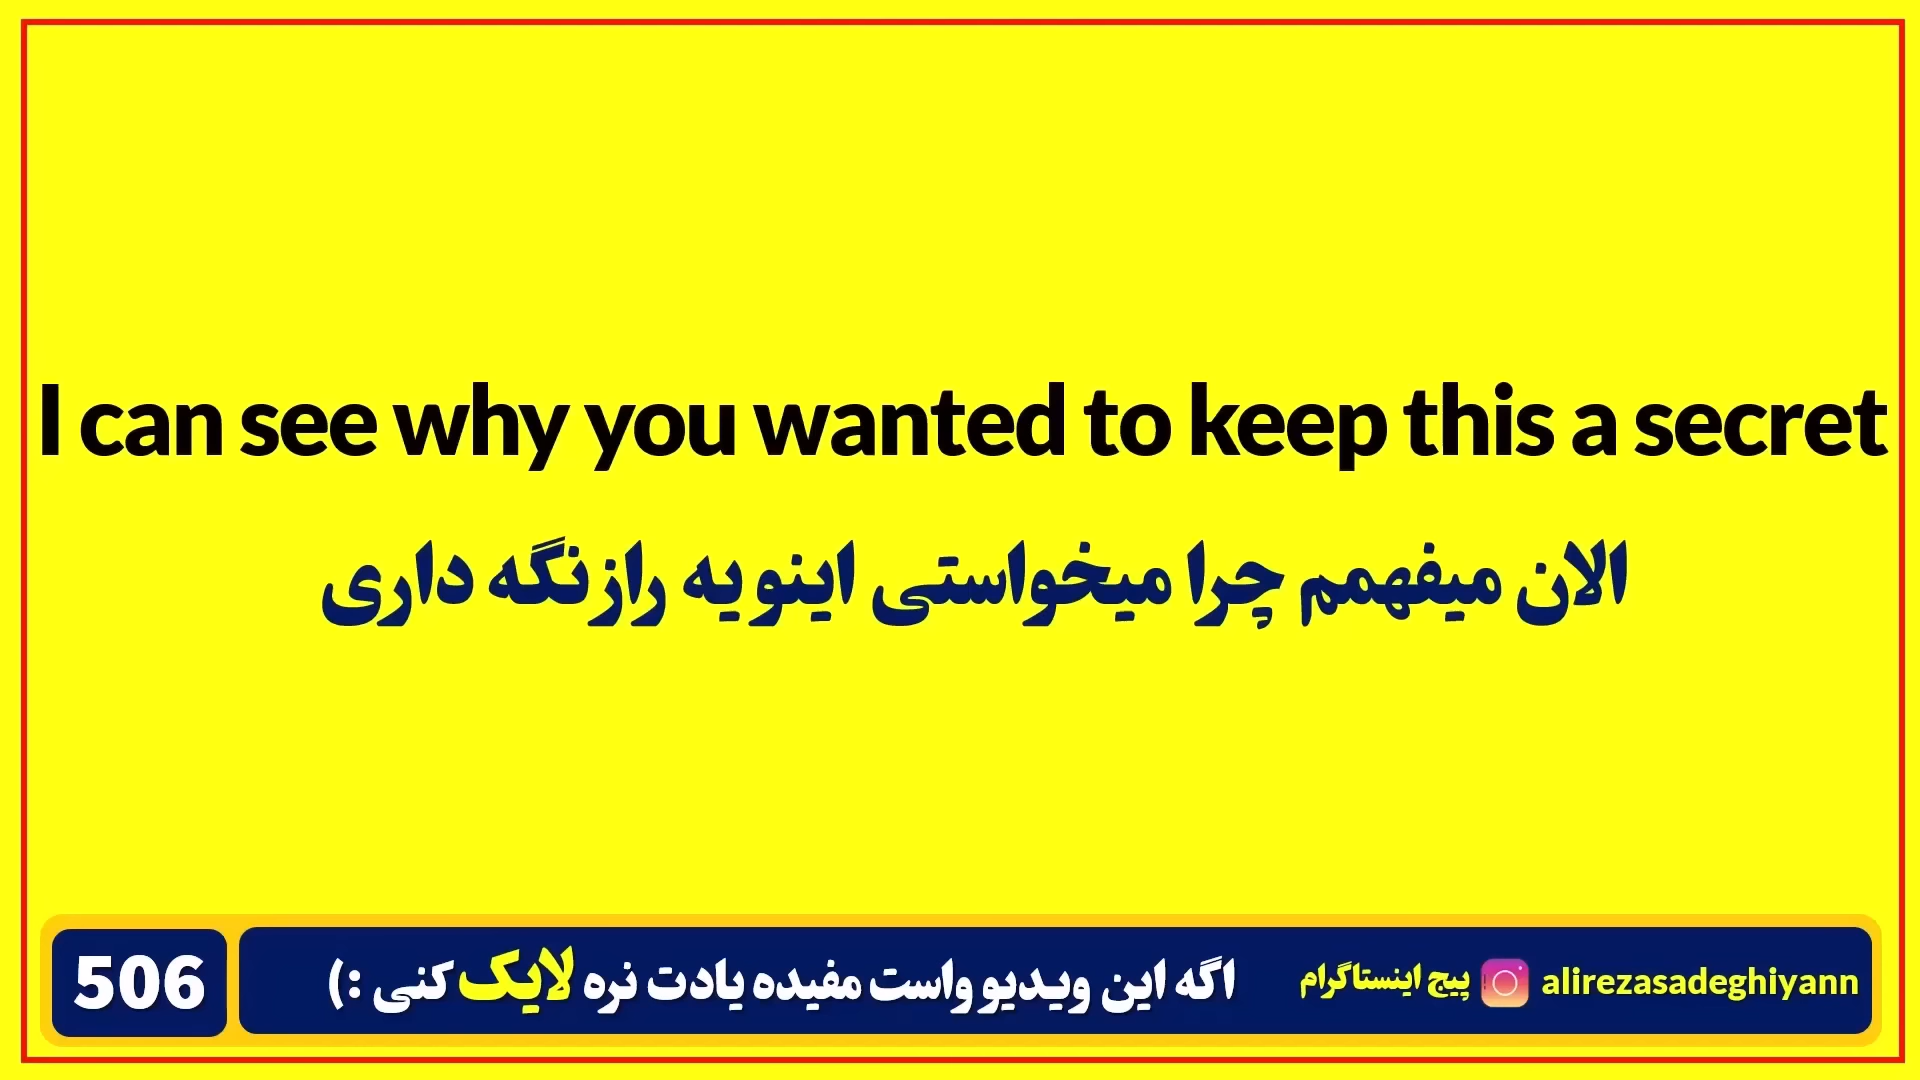 I can see why you wanted to keep this a secret
الان میفهمم چرا میخواستی اینو یه راز نگه داری
506
اگه این ویدیو واست مفیده یادت نره لایک کنی :)
پیج اینستاگرام alirezasadeghiyann